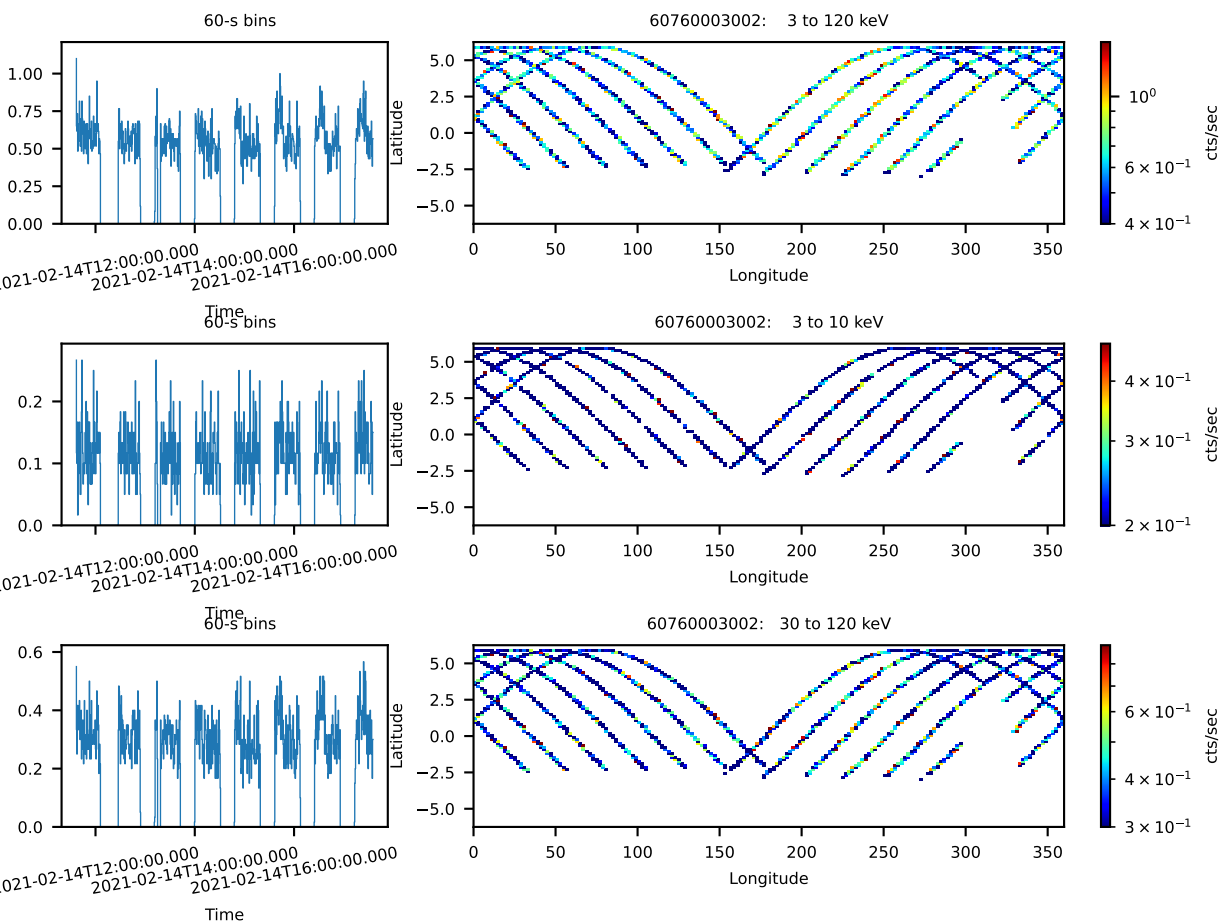 60-s bins
60760003002:    3 to 120 keV
1.00
0.75
0.50
0.25
0.00
Latitude
5.0
2.5
0.0
−2.5
−5.0
10⁰
6 × 10⁻¹
4 × 10⁻¹
cts/sec
2021-02-14T12:00:00.000
2021-02-14T14:00:00.000
2021-02-14T16:00:00.000
0 50 100 150 200 250 300 350
Time
Longitude
60-s bins
60760003002:    3 to 10 keV
0.2
0.1
0.0
Latitude
5.0
2.5
0.0
−2.5
−5.0
4 × 10⁻¹
3 × 10⁻¹
2 × 10⁻¹
cts/sec
2021-02-14T12:00:00.000
2021-02-14T14:00:00.000
2021-02-14T16:00:00.000
0 50 100 150 200 250 300 350
Time
Longitude
60-s bins
60760003002:   30 to 120 keV
0.6
0.4
0.2
0.0
Latitude
5.0
2.5
0.0
−2.5
−5.0
6 × 10⁻¹
4 × 10⁻¹
3 × 10⁻¹
cts/sec
2021-02-14T12:00:00.000
2021-02-14T14:00:00.000
2021-02-14T16:00:00.000
0 50 100 150 200 250 300 350
Time
Longitude